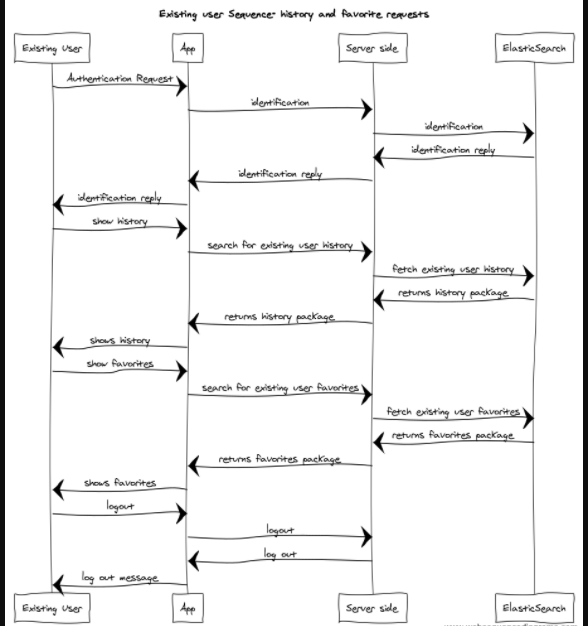 Existing user Sequence- history and favorite requests
Existing User
App
Server side
ElasticSearch
Authentication Request
identification
identification
identification reply
identification reply
identification reply
show history
search for existing user history
fetch existing user history
returns history package
returns history package
shows history
show favorites
search for existing user favorites
fetch existing user favorites
returns favorites package
returns favorites package
shows favorites
logout
logout
log out
log out message
Existing User
App
Server side
ElasticSearch